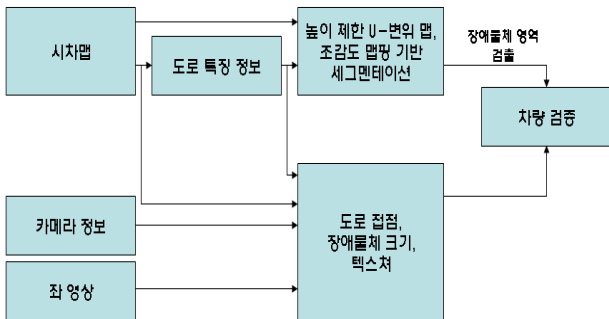 시차맵
도로 특징 정보
높이 제한 U-변위 맵,
조감도 맵핑 기반
세그멘테이션
장애물체 영역
검출
차량 검증
카메라 정보
좌 영상
도로 접점,
장애물체 크기,
텍스쳐